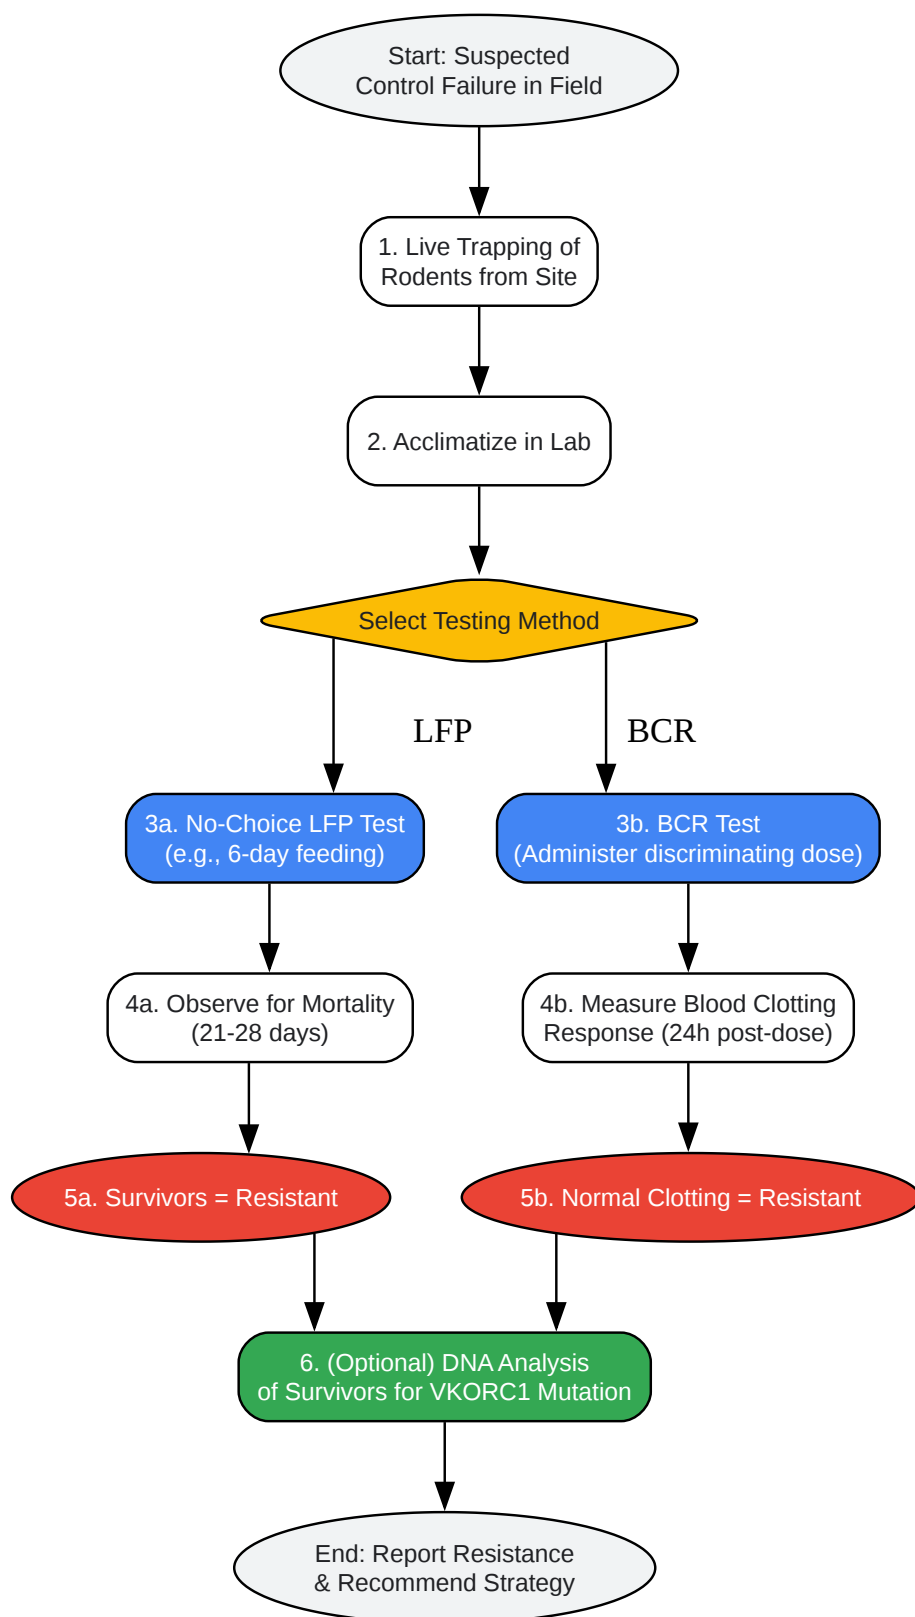 Start: Suspected
Control Failure in Field
1. Live Trapping of
Rodents from Site
2. Acclimatize in Lab
Select Testing Method
LFP
BCR
3a. No-Choice LFP Test
(e.g., 6-day feeding)
3b. BCR Test
(Administer discriminating dose)
4a. Observe for Mortality
(21-28 days)
4b. Measure Blood Clotting
Response (24h post-dose)
5a. Survivors = Resistant
5b. Normal Clotting = Resistant
6. (Optional) DNA Analysis
of Survivors for VKORC1 Mutation
End: Report Resistance
& Recommend Strategy